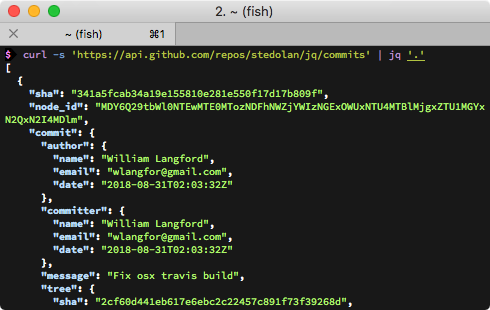 2. ~ (fish)
~ (fish) ⌘1
$ curl -s 'https://api.github.com/repos/stedolan/jq/commits' | jq '.'
[
{
"sha": "341a5fcab34a19e155810e281e550f17d17b809f",
"node_id": "MDY6Q29tbWl0NTEwMTE0MTozNDFhNWZjYWIzNGExOWUxNTU4MTBlMjgxZTU1MGYx
N2QxN2I4MDlm",
"commit": {
"author": {
"name": "William Langford",
"email": "wlangfor@gmail.com",
"date": "2018-08-31T02:03:32Z"
},
"committer": {
"name": "William Langford",
"email": "wlangfor@gmail.com",
"date": "2018-08-31T02:03:32Z"
},
"message": "Fix osx travis build",
"tree": {
"sha": "2cf60d441eb617e6ebc2c22457c891f73f39268d",